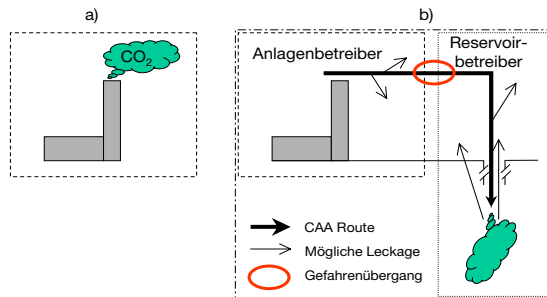 a)
CO2
b)
Anlagenbetreiber
Reservoir-
betreiber
CAA Route
Mögliche Leckage
Gefahrenübergang